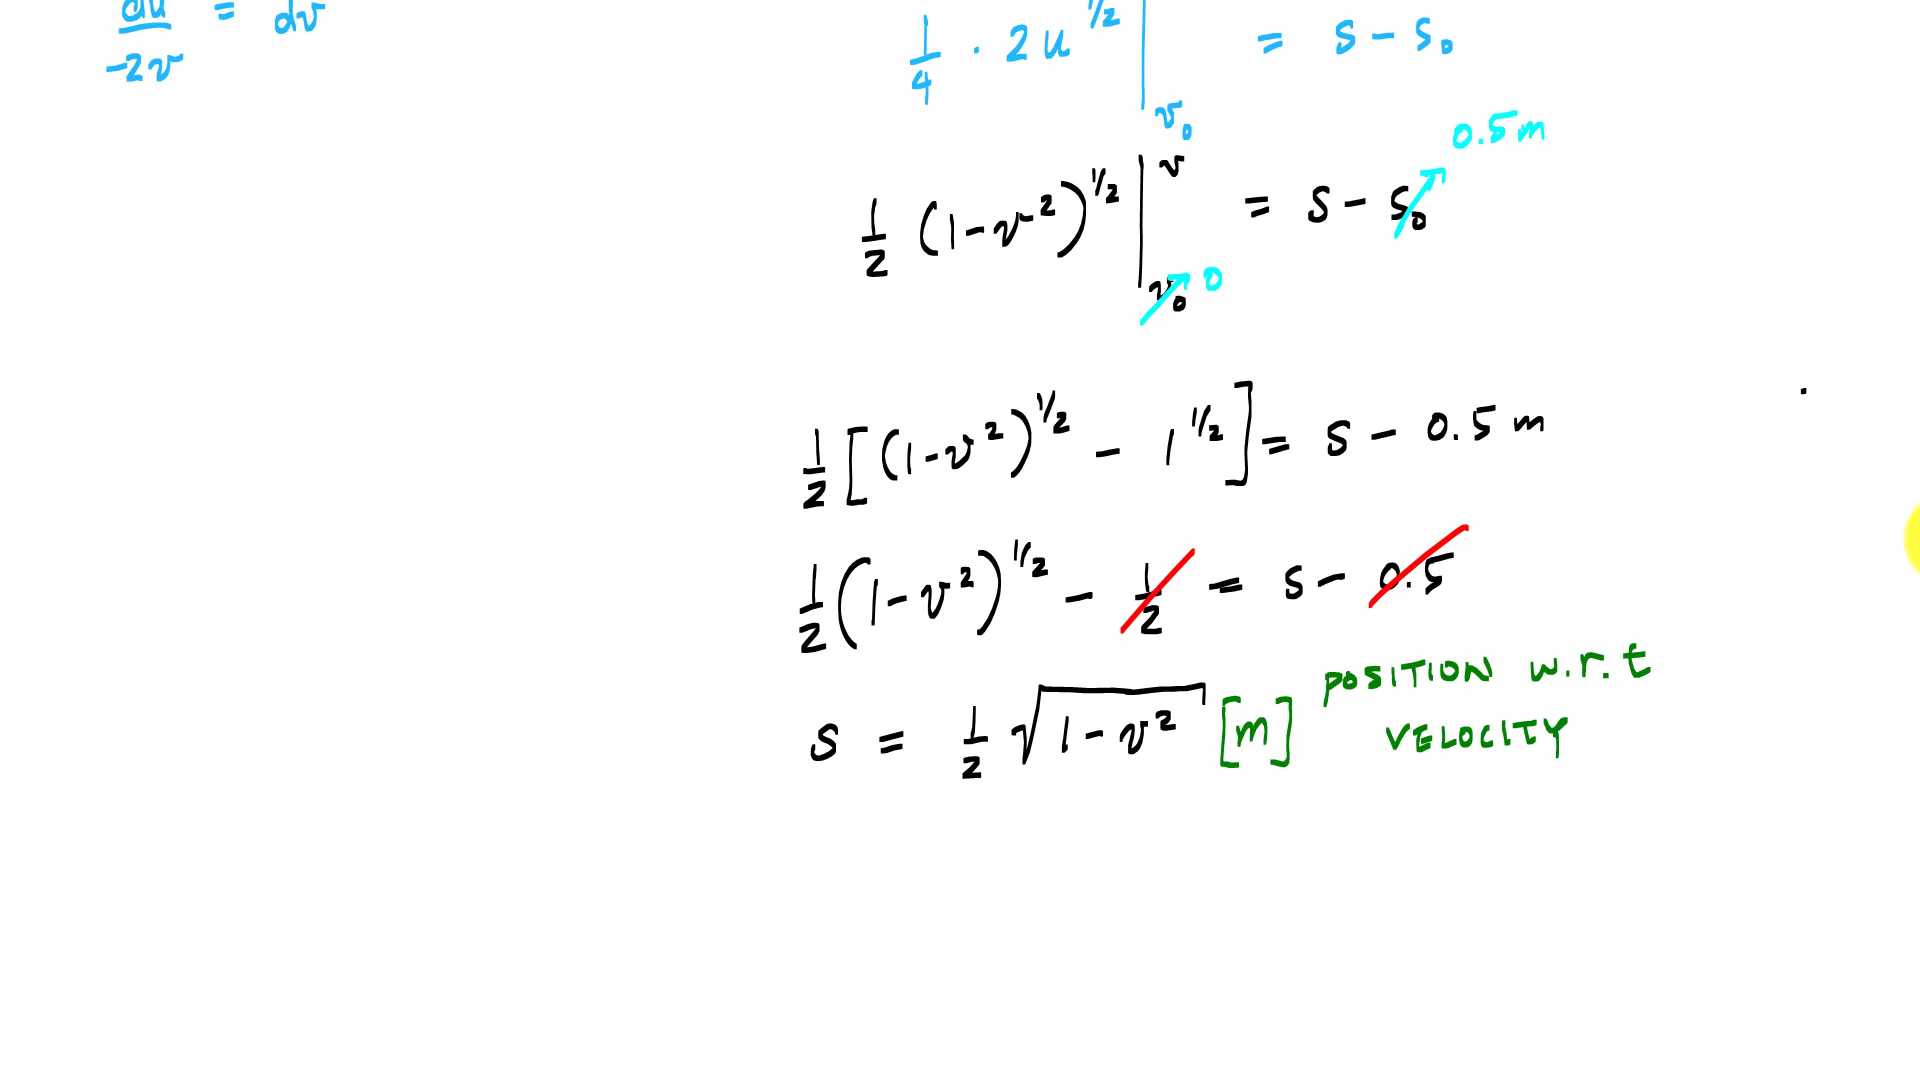 du/-2v = dv
1/4 · 2u^1/2 |_v₀ = s - s₀
1/2 (1-v²)^1/2 |_v₀→0^v = s - s₀→0.5m
1/2 [(1-v²)^1/2 - 1^1/2] = s - 0.5 m
1/2 (1-v²)^1/2 - 1/2 = s - 0.5
s = 1/2 √(1-v²) [m] POSITION w.r.t
VELOCITY